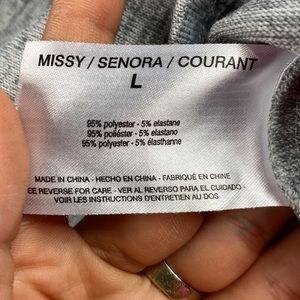 MISSY / SENORA / COURANT
L
95% polyester - 5% elastane
95% poliéster - 5% elastano
95% polyester - 5% élasthanne
MADE IN CHINA - HECHO EN CHINA - FABRIQUÉ EN CHINE
EE REVERSE FOR CARE - VER AL REVERSO PARA EL CUIDADO -
VOIR LES INSTRUCTIONS D'ENTRETIEN AU DOS